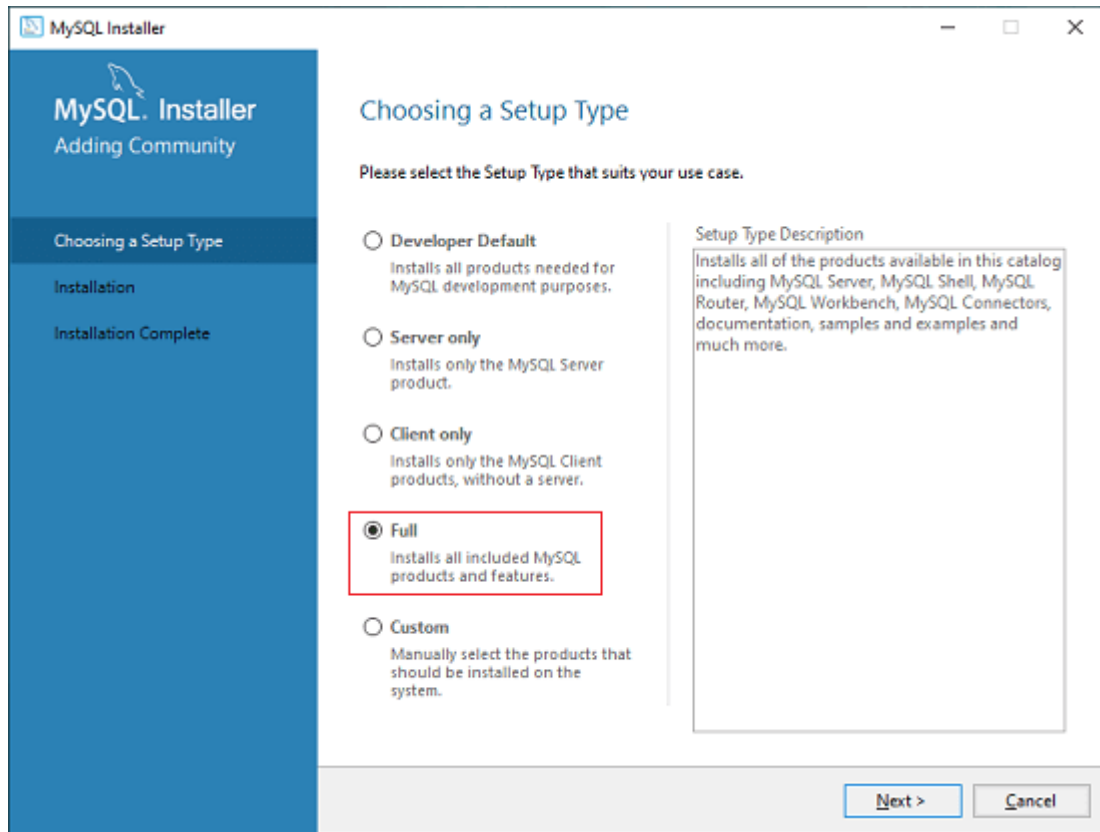 MySQL Installer
MySQL. Installer
Adding Community
Choosing a Setup Type
Installation
Installation Complete
Choosing a Setup Type
Please select the Setup Type that suits your use case.
Developer Default
Installs all products needed for
MySQL development purposes.
Server only
Installs only the MySQL Server
product.
Client only
Installs only the MySQL Client
products, without a server.
Full
Installs all included MySQL
products and features.
Custom
Manually select the products that
should be installed on the
system.
Setup Type Description
Installs all of the products available in this catalog
including MySQL Server, MySQL Shell, MySQL
Router, MySQL Workbench, MySQL Connectors,
documentation, samples and examples and
much more.
Next >
Cancel